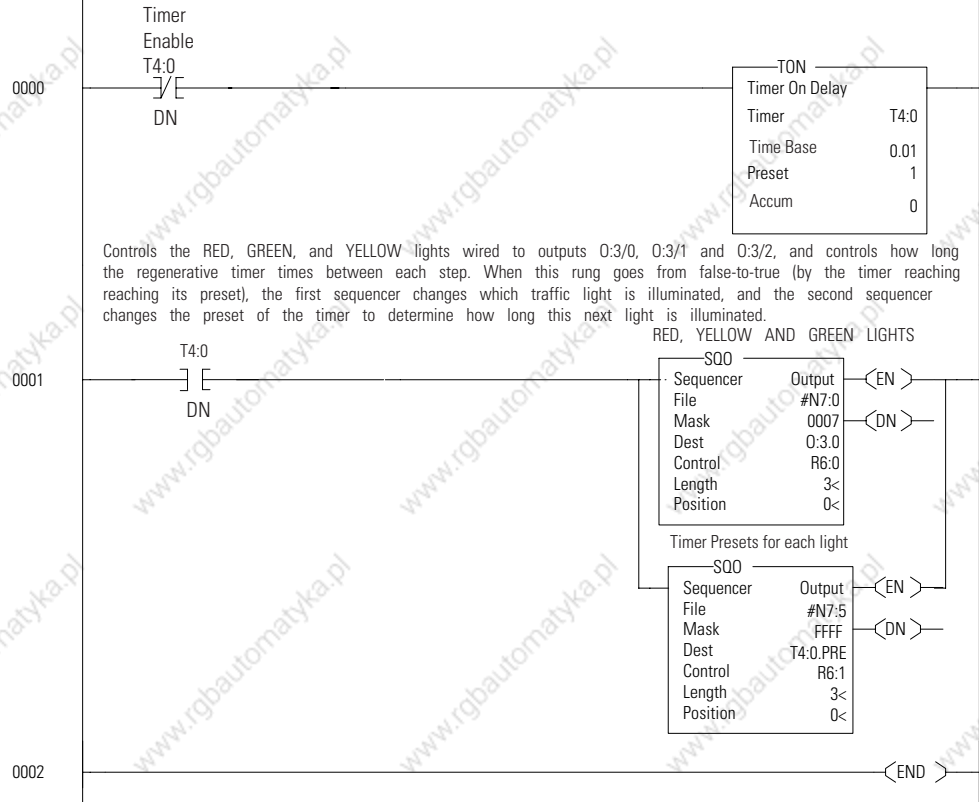 Timer
Enable
T4:0
DN
0000
TON
Timer On Delay
Timer T4:0
Time Base 0.01
Preset 1
Accum 0
Controls the RED, GREEN, and YELLOW lights wired to outputs O:3/0, O:3/1 and O:3/2, and controls how long
the regenerative timer times between each step. When this rung goes from false-to-true (by the timer reaching
reaching its preset), the first sequencer changes which traffic light is illuminated, and the second sequencer
changes the preset of the timer to determine how long this next light is illuminated.
RED, YELLOW AND GREEN LIGHTS
T4:0
DN
0001
SQO
Sequencer Output EN
File #N7:0
Mask 0007 DN
Dest O:3.0
Control R6:0
Length 3<
Position 0<
Timer Presets for each light
SQO
Sequencer Output EN
File #N7:5
Mask FFFF DN
Dest T4:0.PRE
Control R6:1
Length 3<
Position 0<
0002
END
www.rgbautomatyka.pl